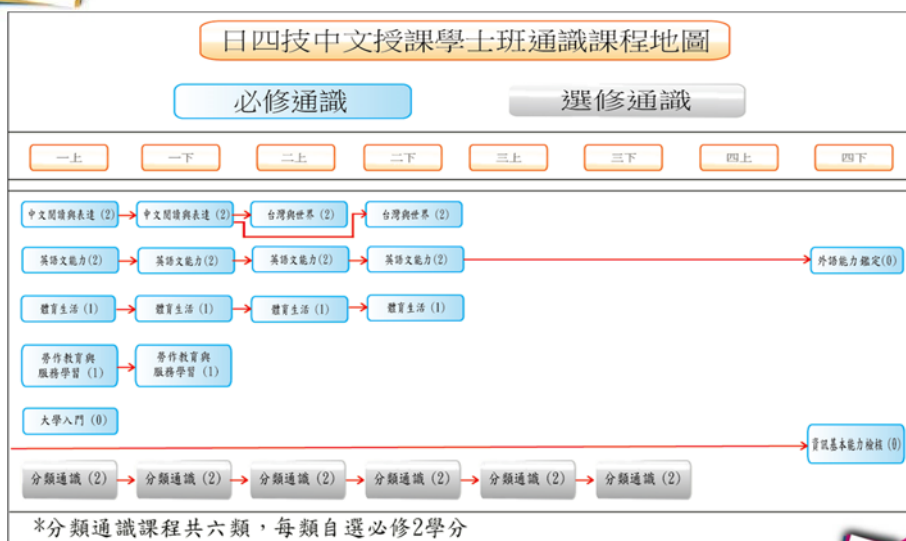 日四技中文授課學士班通識課程地圖
必修通識 選修通識
一上 一下 二上 二下 三上 三下 四上 四下
中文閱讀與表達 (2) 中文閱讀與表達 (2) 台灣與世界 (2) 台灣與世界 (2)
英語文能力(2) 英語文能力(2) 英語文能力(2) 英語文能力(2) 外語能力鑑定(0)
體育生活 (1) 體育生活 (1) 體育生活 (1) 體育生活 (1)
勞作教育與 勞作教育與
服務學習 (1) 服務學習 (1)
大學入門 (0)
資訊基本能力檢核 (0)
分類通識 (2) 分類通識 (2) 分類通識 (2) 分類通識 (2) 分類通識 (2) 分類通識 (2)
*分類通識課程共六類，每類自選必修2學分